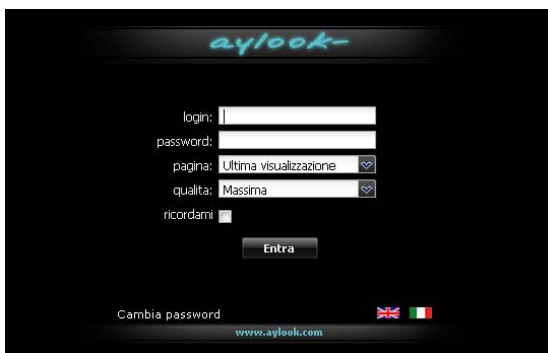 aylook-
login:
password:
pagina: Ultima visualizzazione
qualita: Massima
ricordami
Entra
Cambia password
www.aylook.com